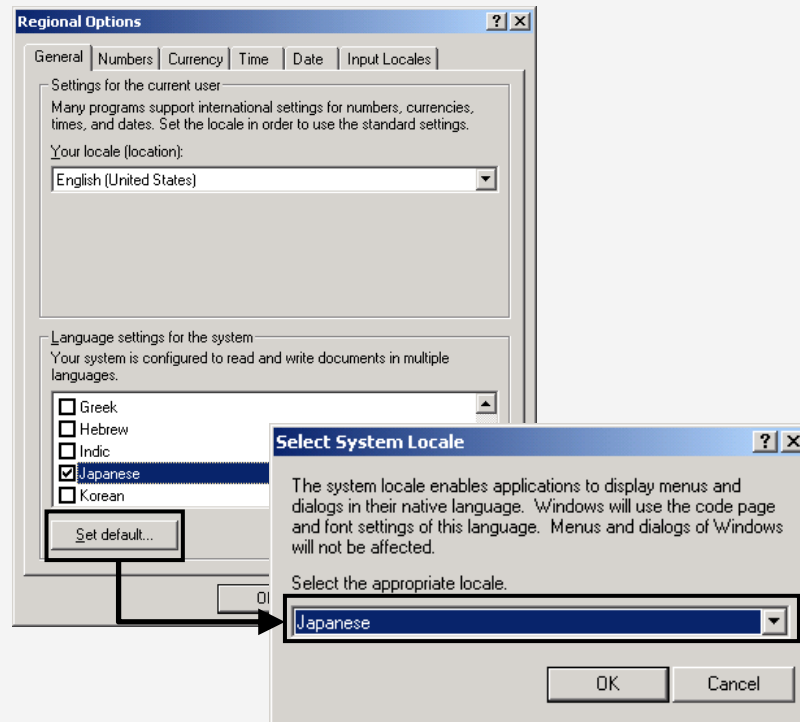 Regional Options
General Numbers Currency Time Date Input Locales
Settings for the current user
Many programs support international settings for numbers, currencies,
times, and dates. Set the locale in order to use the standard settings.
Your locale (location):
English (United States)
Language settings for the system
Your system is configured to read and write documents in multiple
languages.
Greek
Hebrew
Indic
Japanese
Korean
Set default...
Select System Locale
The system locale enables applications to display menus and
dialogs in their native language. Windows will use the code page
and font settings of this language. Menus and dialogs of Windows
will not be affected.
Select the appropriate locale.
Japanese
OK Cancel